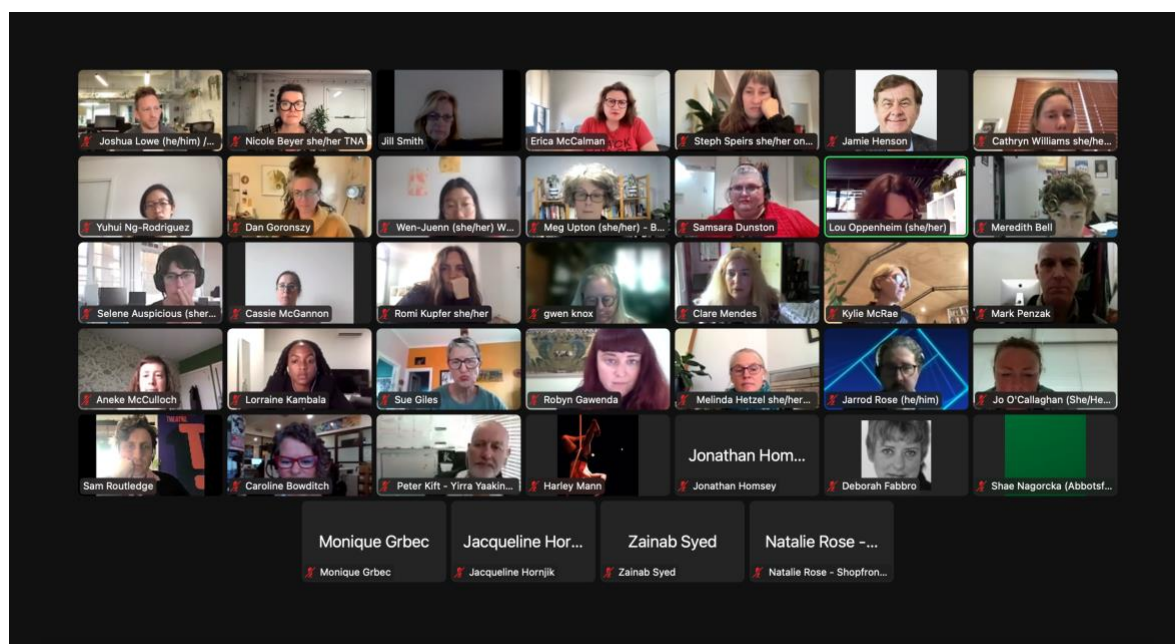 Joshua Lowe (he/him) /...
Nicole Beyer she/her TNA
Jill Smith
Erica McCalman
Steph Speirs she/her on...
Jamie Henson
Cathryn Williams she/he...
Yuhui Ng-Rodriguez
Dan Goronszy
Wen-Juenn (she/her) W...
Meg Upton (she/her) - B...
Samsara Dunston
Lou Oppenheim (she/her)
Meredith Bell
Selene Auspicious (sher...
Cassie McGannon
Romi Kupfer she/her
gwen knox
Clare Mendes
Kylie McRae
Mark Penzak
Aneke McCulloch
Lorraine Kambala
Sue Giles
Robyn Gawenda
Melinda Hetzel she/her...
Jarrod Rose (he/him)
Jo O'Callaghan (She/He...
Sam Routledge
Caroline Bowditch
Peter Kift - Yirra Yaakin...
Harley Mann
Jonathan Hom...
Jonathan Homsey
Deborah Fabbro
Shae Nagorcka (Abbotsf...
Monique Grbec
Monique Grbec
Jacqueline Hor...
Jacqueline Hornjik
Zainab Syed
Zainab Syed
Natalie Rose -...
Natalie Rose - Shopfron...